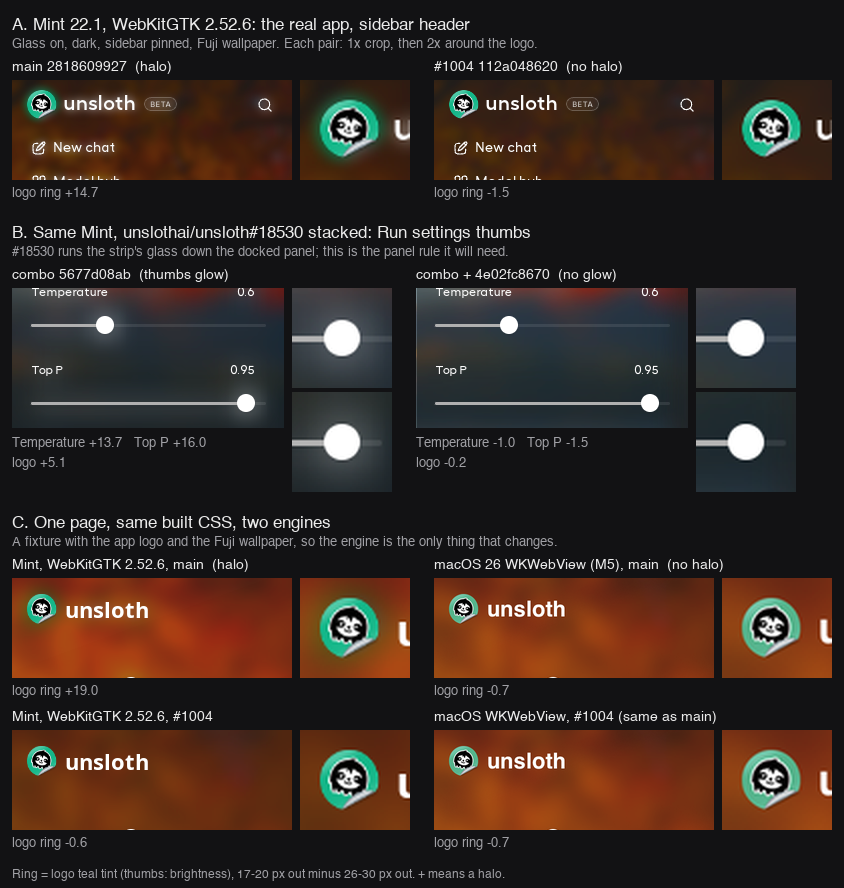 A. Mint 22.1, WebKitGTK 2.52.6: the real app, sidebar header
Glass on, dark, sidebar pinned, Fuji wallpaper. Each pair: 1x crop, then 2x around the logo.
main 2818609927 (halo)
#1004 112a048620 (no halo)
unsloth BETA
u
New chat
Model hub
unsloth BETA
u
New chat
Model hub
logo ring +14.7
logo ring -1.5
B. Same Mint, unslothai/unsloth#18530 stacked: Run settings thumbs
#18530 runs the strip's glass down the docked panel; this is the panel rule it will need.
combo 5677d08ab (thumbs glow)
combo + 4e02fc8670 (no glow)
Temperature 0.6
Top P 0.95
Temperature 0.6
Top P 0.95
Temperature +13.7 Top P +16.0
logo +5.1
Temperature -1.0 Top P -1.5
logo -0.2
C. One page, same built CSS, two engines
A fixture with the app logo and the Fuji wallpaper, so the engine is the only thing that changes.
Mint, WebKitGTK 2.52.6, main (halo)
macOS 26 WKWebView (M5), main (no halo)
unsloth
u
unsloth
u
logo ring +19.0
logo ring -0.7
Mint, WebKitGTK 2.52.6, #1004
macOS WKWebView, #1004 (same as main)
unsloth
u
unsloth
u
logo ring -0.6
logo ring -0.7
Ring = logo teal tint (thumbs: brightness), 17-20 px out minus 26-30 px out. + means a halo.